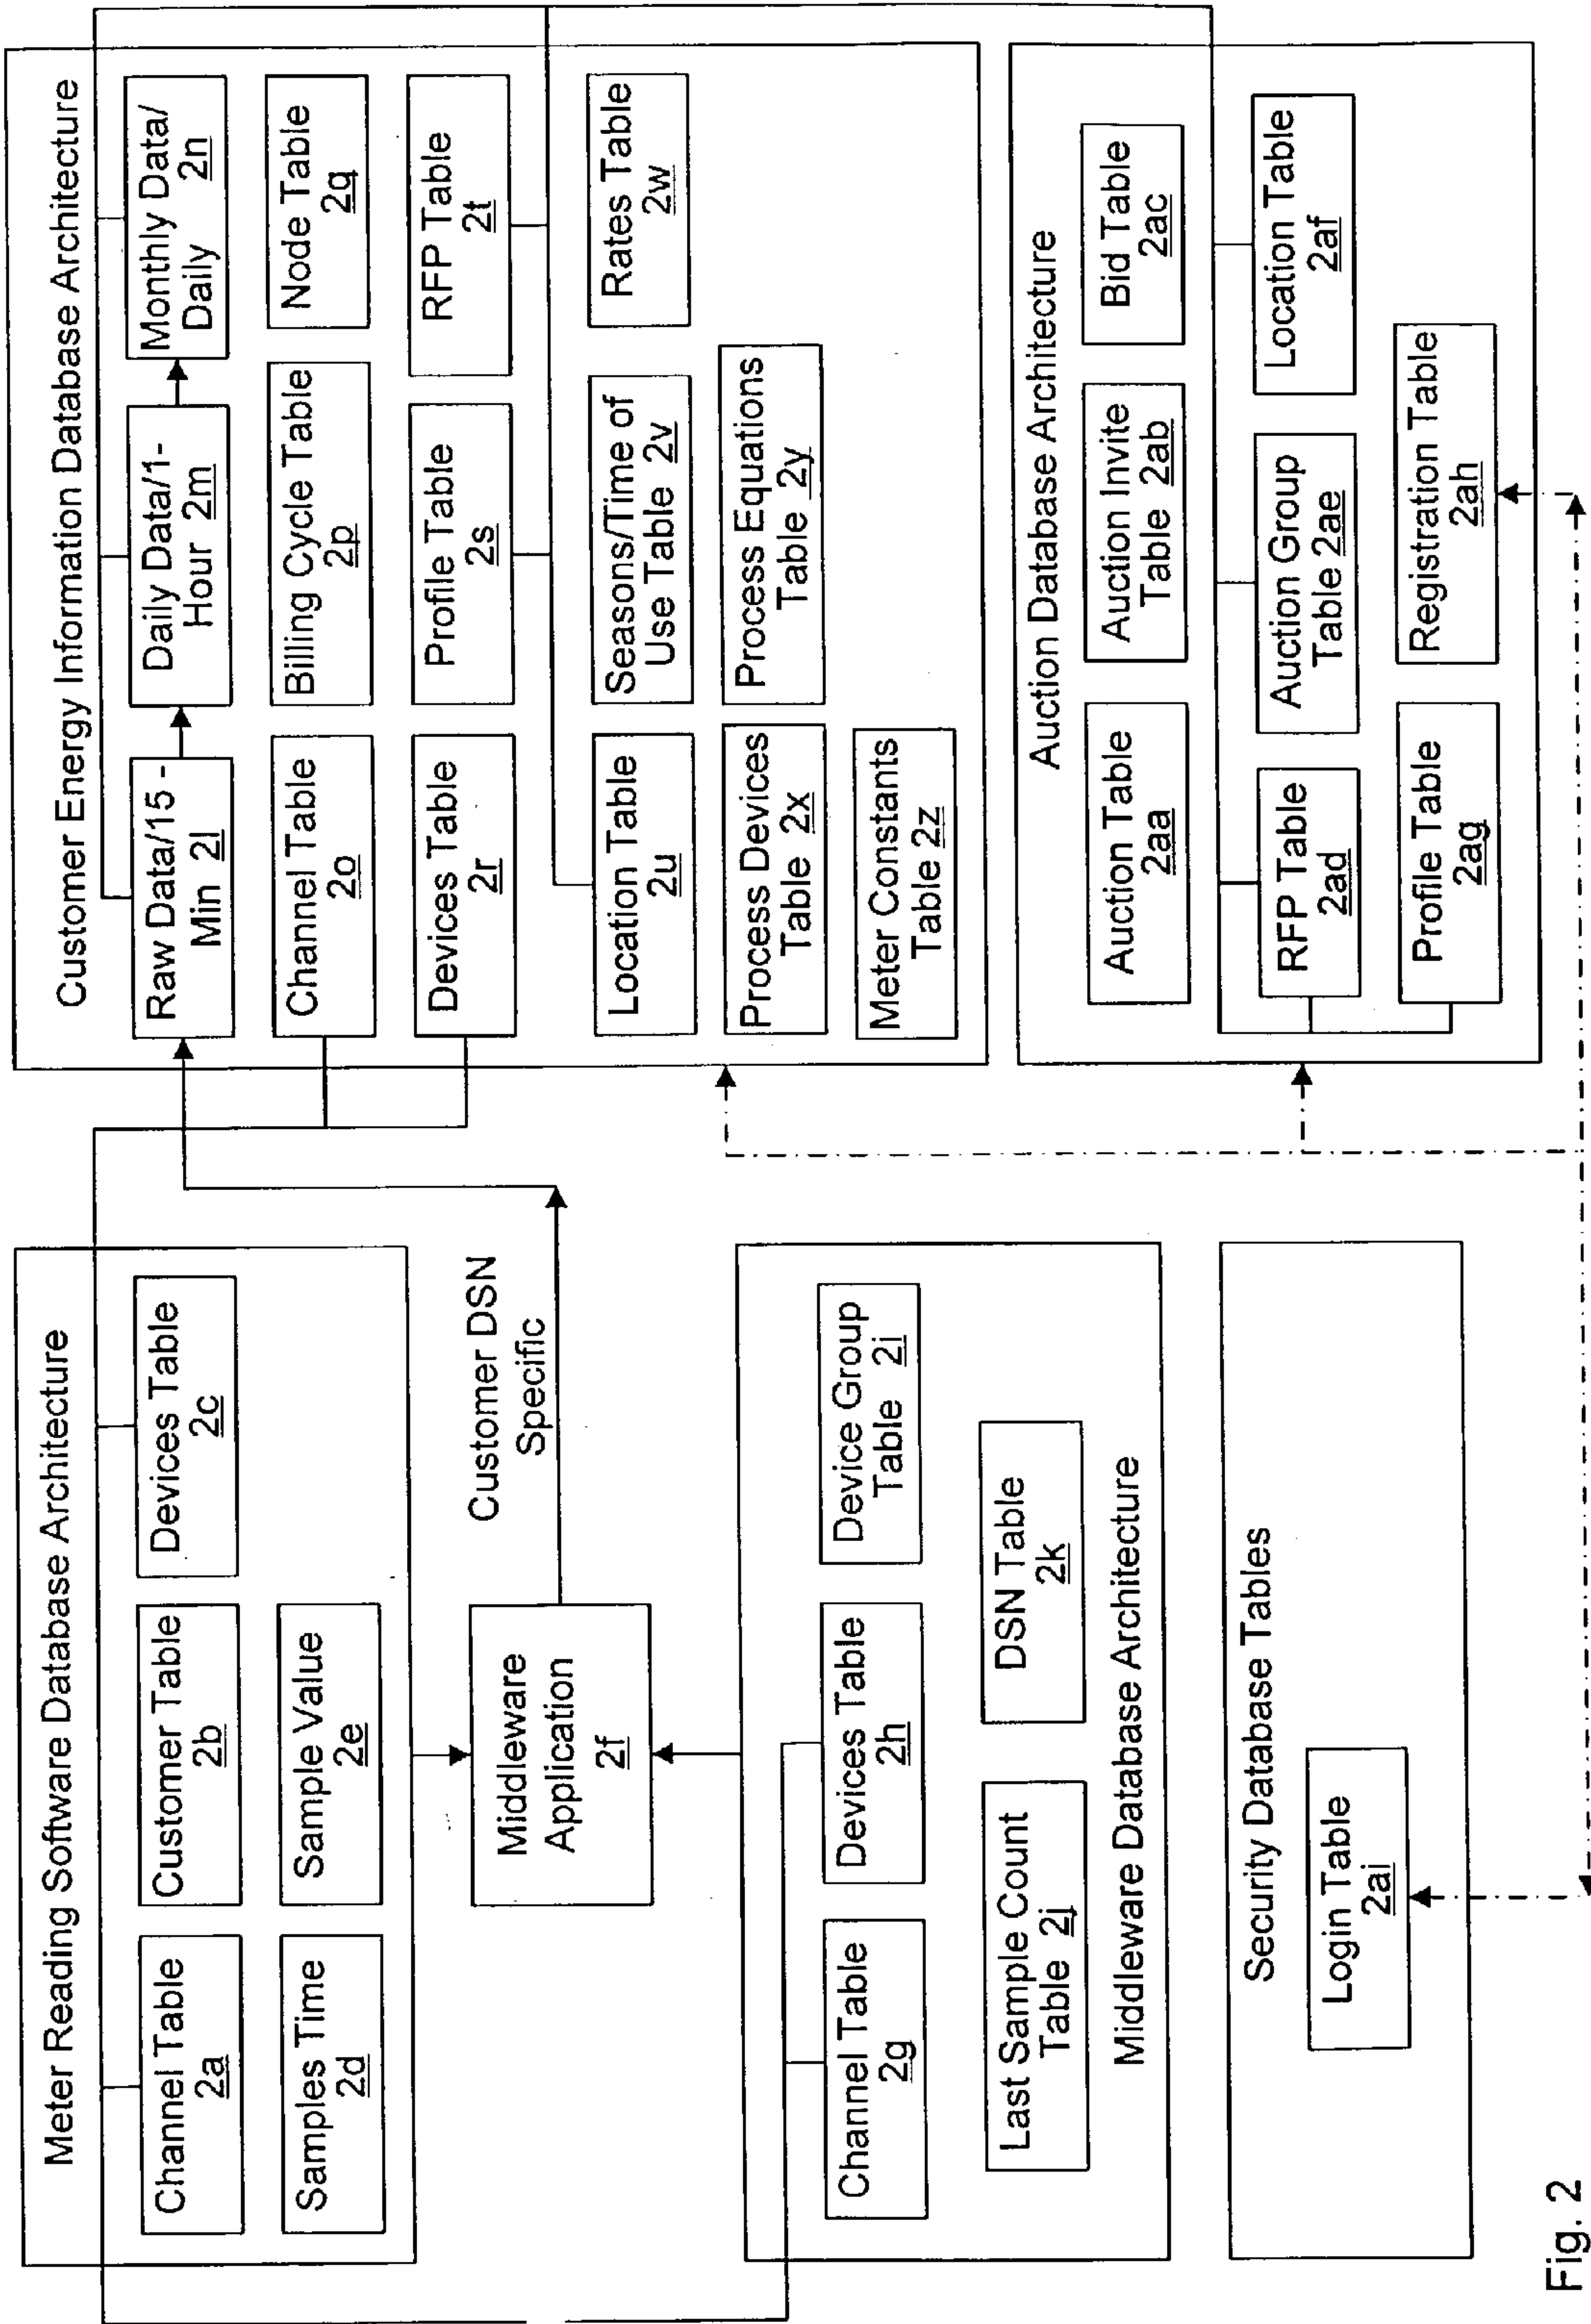 Meter Reading Software Database Architecture
Channel Table
2a
Customer Table
2b
Devices Table
2c
Samples Time
2d
Sample Value
2e
Middleware
Application
2f
Customer DSN
Specific
Channel Table
2g
Devices Table
2h
Device Group
Table 2i
Last Sample Count
Table 2j
DSN Table
2k
Middleware Database Architecture
Security Database Tables
Login Table
2ai
Customer Energy Information Database Architecture
Raw Data/15 -
Min 2l
Daily Data/1-
Hour 2m
Monthly Data/
Daily 2n
Channel Table
2o
Billing Cycle Table
2p
Node Table
2q
Devices Table
2r
Profile Table
2s
RFP Table
2t
Location Table
2u
Seasons/Time of
Use Table 2v
Rates Table
2w
Process Devices
Table 2x
Process Equations
Table 2y
Meter Constants
Table 2z
Auction Database Architecture
Auction Table
2aa
Auction Invite
Table 2ab
Bid Table
2ac
RFP Table
2ad
Auction Group
Table 2ae
Location Table
2af
Profile Table
2ag
Registration Table
2ah
Fig. 2